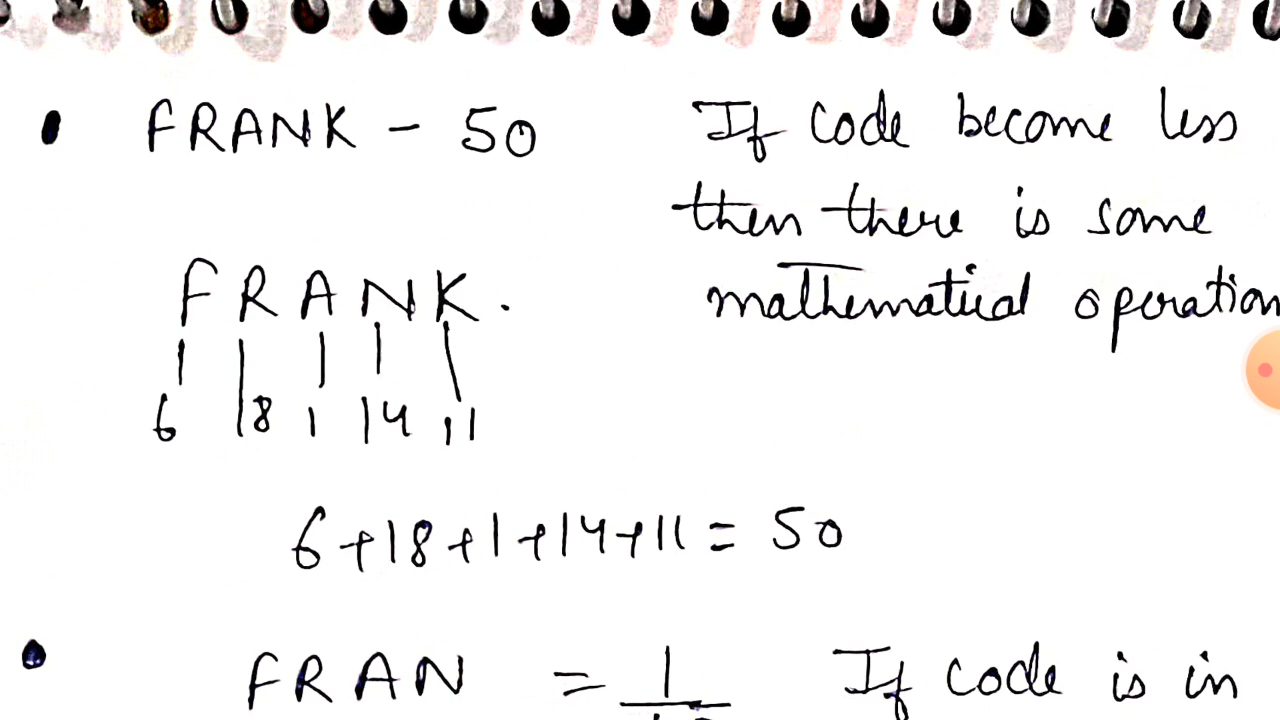 • FRANK - 50
If code become less
then there is some
mathematical operation
F R A N K.
6 18 1 14 11
6+18+1+14+11 = 50
• FRAN = 1
If code is in